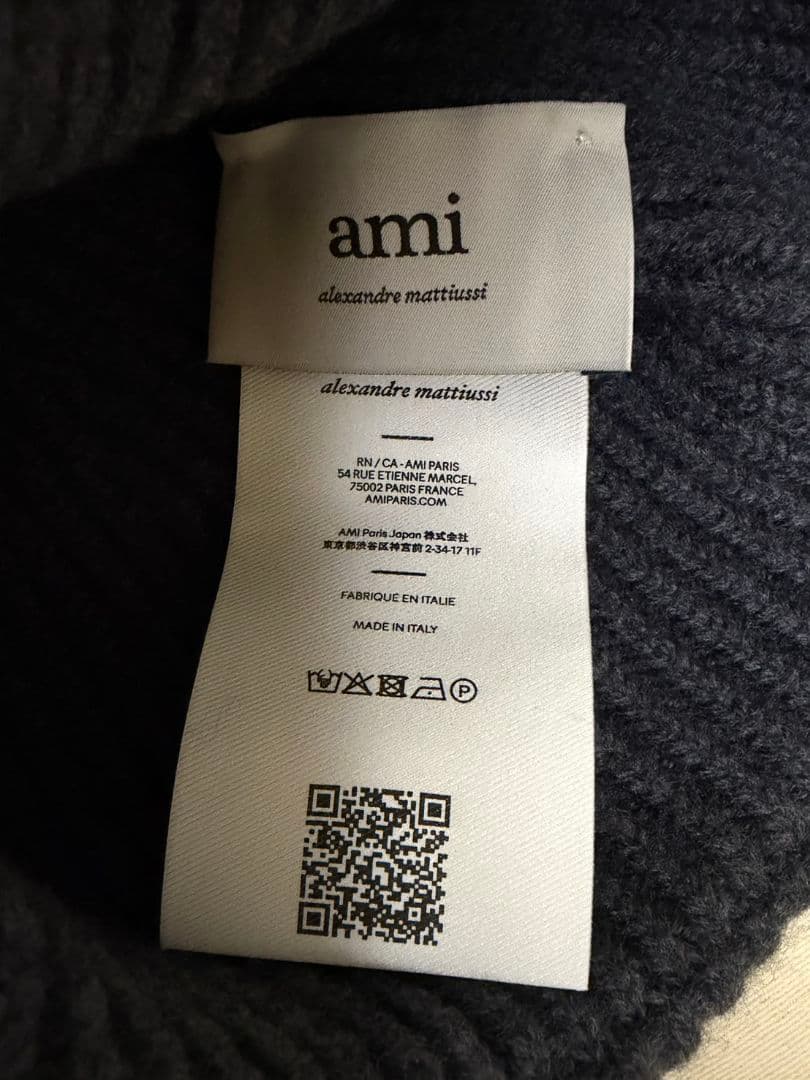 ami
alexandre mattiussi
alexandre mattiussi
RN / CA - AMI PARIS
54 RUE ETIENNE MARCEL,
75002 PARIS FRANCE
AMIPARIS.COM
AMI Paris Japan 株式会社
東京都渋谷区神宮前 2-34-17 11F
FABRIQUE EN ITALIE
MADE IN ITALY
P